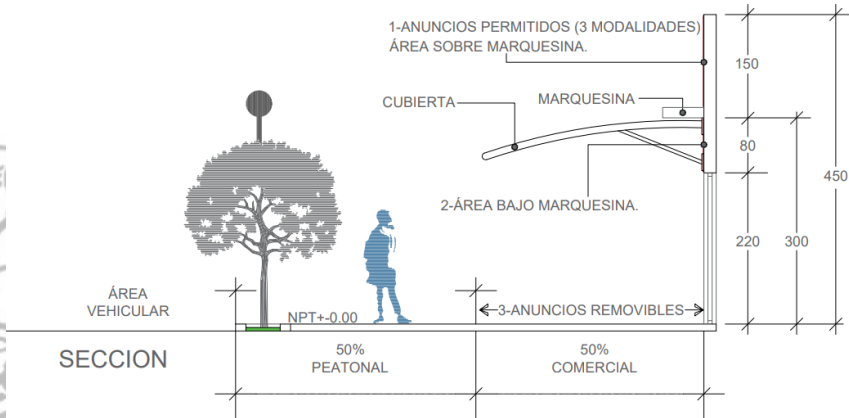 1-ANUNCIOS PERMITIDOS (3 MODALIDADES)
ÁREA SOBRE MARQUESINA.
150
CUBIERTA
MARQUESINA
80
450
2-ÁREA BAJO MARQUESINA.
220
300
ÁREA
VEHICULAR
NPT+-0.00
3-ANUNCIOS REMOVIBLES
SECCION
50%
PEATONAL
50%
COMERCIAL